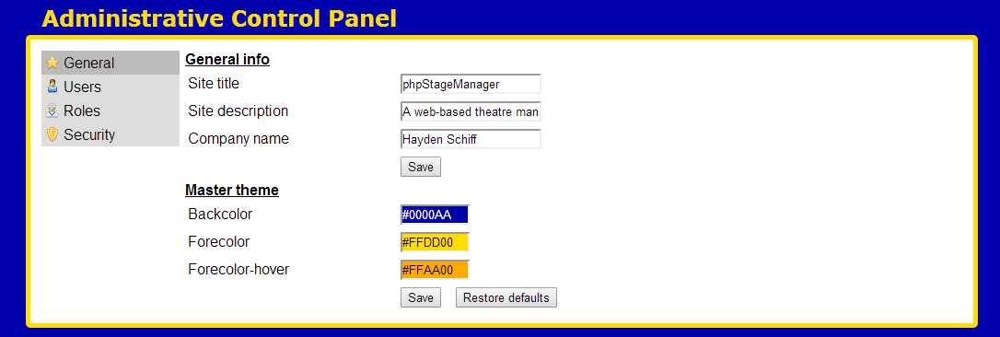 Administrative Control Panel
General
Users
Roles
Security
General info
Site title phpStageManager
Site description A web-based theatre man
Company name Hayden Schiff
Save
Master theme
Backcolor #0000AA
Forecolor #FFDD00
Forecolor-hover #FFAA00
Save Restore defaults